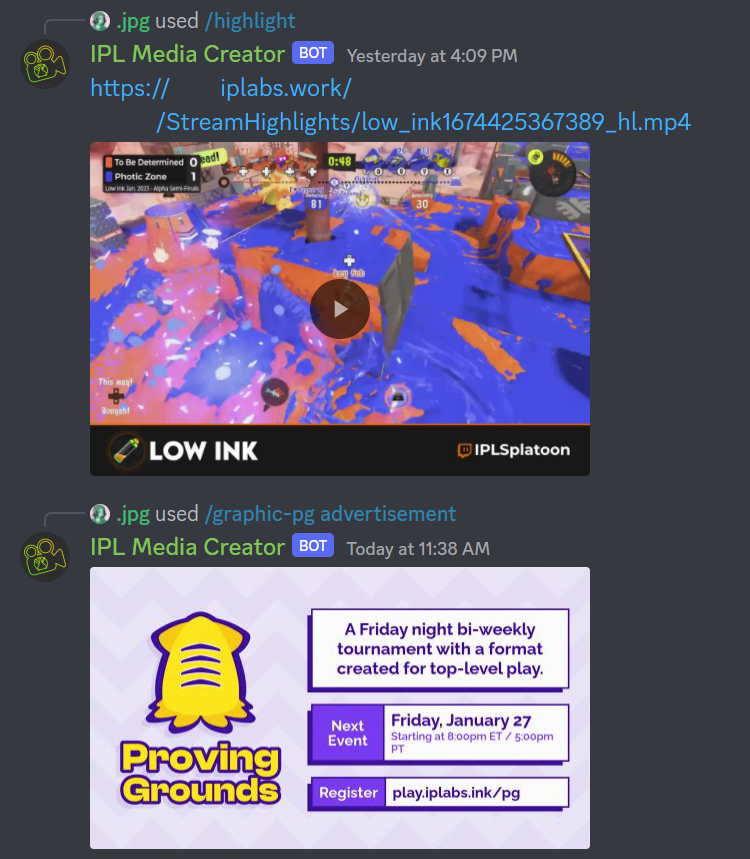 .jpg used /highlight
IPL Media Creator BOT Yesterday at 4:09 PM
https:// iplabs.work/
/StreamHighlights/low_ink1674425367389_hl.mp4
To Be Determined 0
Photic Zone 1
Low Ink Jan. 2023 - Alpha Semi-Finals
0:48
81
30
key fob
This way!
Booyah!
LOW INK
IPLSplatoon
.jpg used /graphic-pg advertisement
IPL Media Creator BOT Today at 11:38 AM
A Friday night bi-weekly
tournament with a format
created for top-level play.
Proving
Grounds
Next
Event
Friday, January 27
Starting at 8:00pm ET / 5:00pm
PT
Register play.iplabs.ink/pg